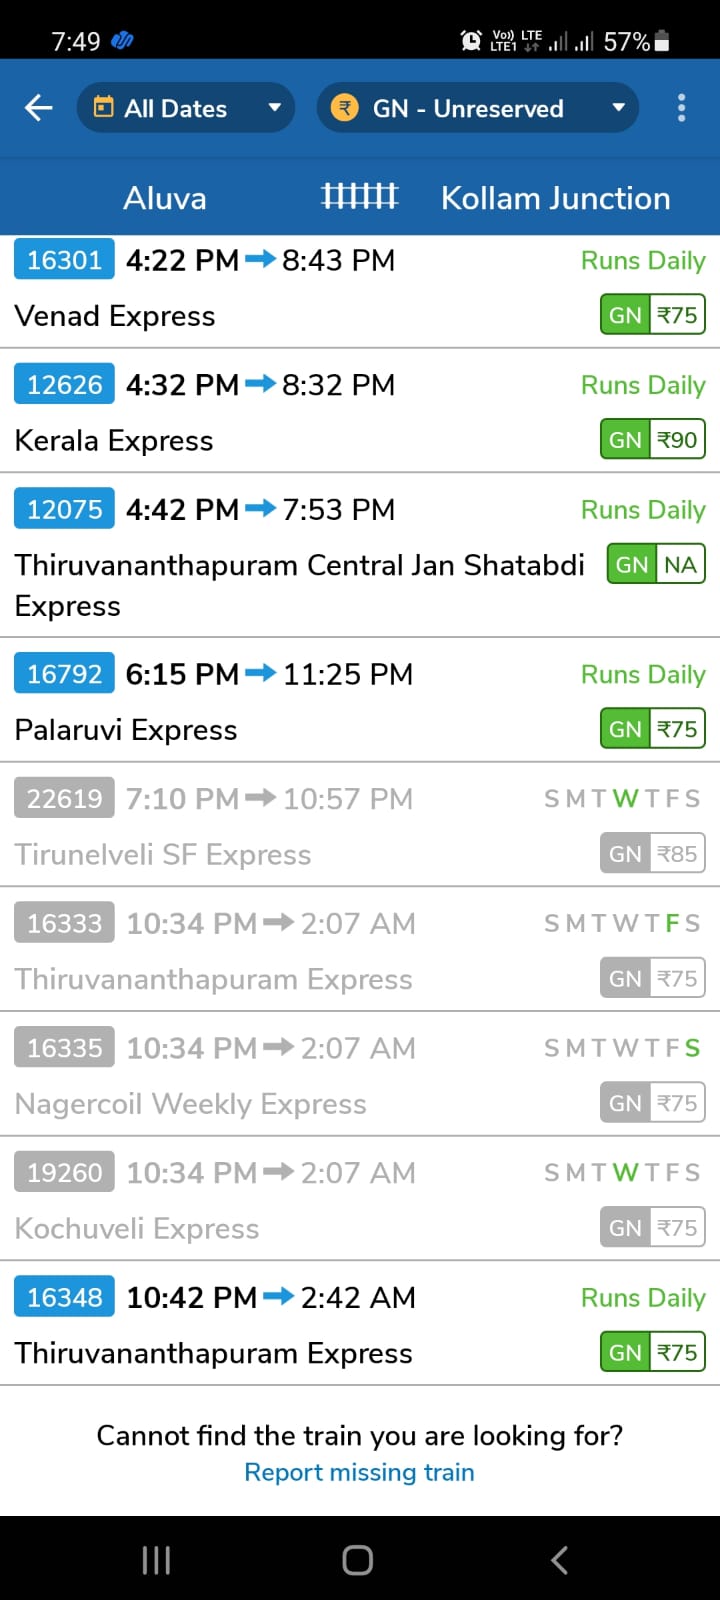 7:49 Vo)) LTE LTE1 57%
All Dates ₹ GN - Unreserved
Aluva Kollam Junction
16301 4:22 PM 8:43 PM Runs Daily
Venad Express GN ₹75
12626 4:32 PM 8:32 PM Runs Daily
Kerala Express GN ₹90
12075 4:42 PM 7:53 PM Runs Daily
Thiruvananthapuram Central Jan Shatabdi GN NA
Express
16792 6:15 PM 11:25 PM Runs Daily
Palaruvi Express GN ₹75
22619 7:10 PM 10:57 PM S M T W T F S
Tirunelveli SF Express GN ₹85
16333 10:34 PM 2:07 AM S M T W T F S
Thiruvananthapuram Express GN ₹75
16335 10:34 PM 2:07 AM S M T W T F S
Nagercoil Weekly Express GN ₹75
19260 10:34 PM 2:07 AM S M T W T F S
Kochuveli Express GN ₹75
16348 10:42 PM 2:42 AM Runs Daily
Thiruvananthapuram Express GN ₹75
Cannot find the train you are looking for?
Report missing train